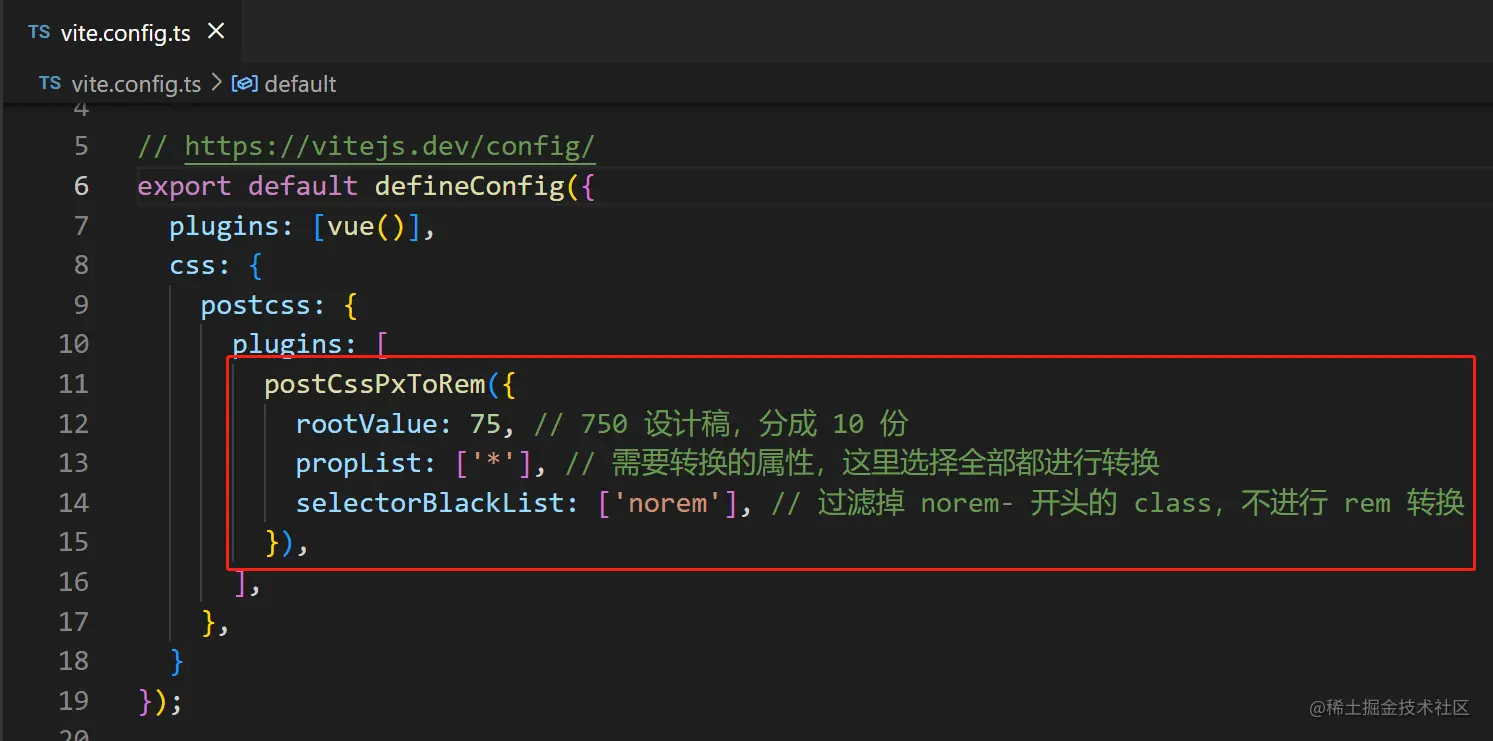 TS vite.config.ts ×
TS vite.config.ts > default
4
5 // https://vitejs.dev/config/
6 export default defineConfig({
7 plugins: [vue()],
8 css: {
9 postcss: {
10 plugins: [
11 postCssPxToRem({
12 rootValue: 75, // 750 设计稿，分成 10 份
13 propList: ['*'], // 需要转换的属性，这里选择全部都进行转换
14 selectorBlackList: ['norem'], // 过滤掉 norem- 开头的 class，不进行 rem 转换
15 }),
16 ],
17 },
18 }
19 });
20
@稀土掘金技术社区